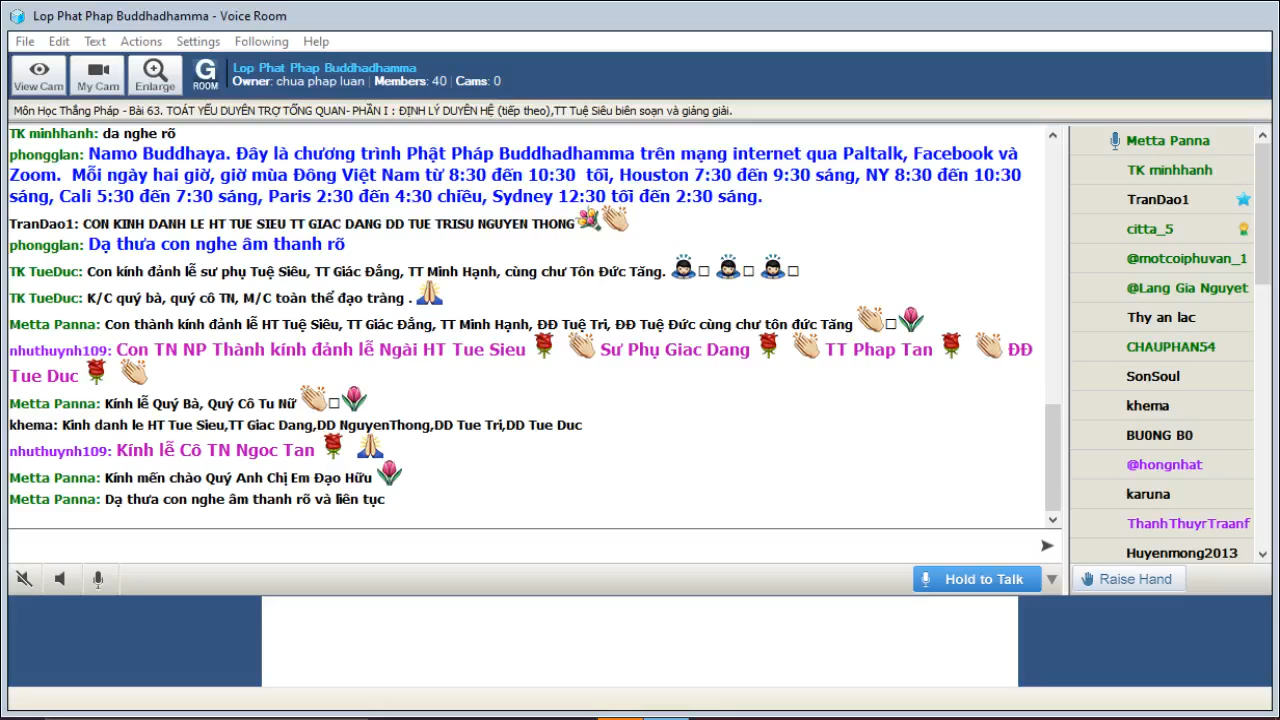 Lop Phat Phap Buddhadhamma - Voice Room
File Edit Text Actions Settings Following Help
View Cam My Cam Enlarge G ROOM
Lop Phat Phap Buddhadhamma
Owner: chua phap luan | Members: 40 | Cams: 0
Môn Học Thắng Pháp - Bài 63. TOÁT YẾU DUYÊN TRỢ TỔNG QUAN- PHẦN I : ĐỊNH LÝ DUYÊN HỆ (tiếp theo),TT Tuệ Siêu biên soạn và giảng giải.
TK minhhanh: da nghe rõ
phongglan: Namo Buddhaya. Đây là chương trình Phật Pháp Buddhadhamma trên mạng internet qua Paltalk, Facebook và
Zoom. Mỗi ngày hai giờ, giờ mùa Đông Việt Nam từ 8:30 đến 10:30 tối, Houston 7:30 đến 9:30 sáng, NY 8:30 đến 10:30
sáng, Cali 5:30 đến 7:30 sáng, Paris 2:30 đến 4:30 chiều, Sydney 12:30 tối đến 2:30 sáng.
TranDao1: CON KINH DANH LE HT TUE SIEU TT GIAC DANG DD TUE TRISU NGUYEN THONG
phongglan: Dạ thưa con nghe âm thanh rõ
TK TueDuc: Con kính đảnh lễ sư phụ Tuệ Siêu, TT Giác Đẳng, TT Minh Hạnh, cùng chư Tôn Đức Tăng.
TK TueDuc: K/C quý bà, quý cô TN, M/C toàn thể đạo tràng .
Metta Panna: Con thành kính đảnh lễ HT Tuệ Siêu, TT Giác Đẳng, TT Minh Hạnh, ĐĐ Tuệ Tri, ĐĐ Tuệ Đức cùng chư tôn đức Tăng
nhuthuynh109: Con TN NP Thành kính đảnh lễ Ngài HT Tue Sieu Sư Phụ Giac Dang TT Phap Tan ĐĐ
Tue Duc
Metta Panna: Kính lễ Quý Bà, Quý Cô Tu Nữ
khema: Kinh danh le HT Tue Sieu,TT Giac Dang,DD NguyenThong,DD Tue Tri,DD Tue Duc
nhuthuynh109: Kính lễ Cô TN Ngoc Tan
Metta Panna: Kính mến chào Quý Anh Chị Em Đạo Hữu
Metta Panna: Dạ thưa con nghe âm thanh rõ và liên tục
Metta Panna
TK minhhanh
TranDao1
citta_5
@motcoiphuvan_1
@Lang Gia Nguyet
Thy an lac
CHAUPHAN54
SonSoul
khema
BU0NG B0
@hongnhat
karuna
ThanhThuyrTraanf
Huyenmong2013
Hold to Talk
Raise Hand